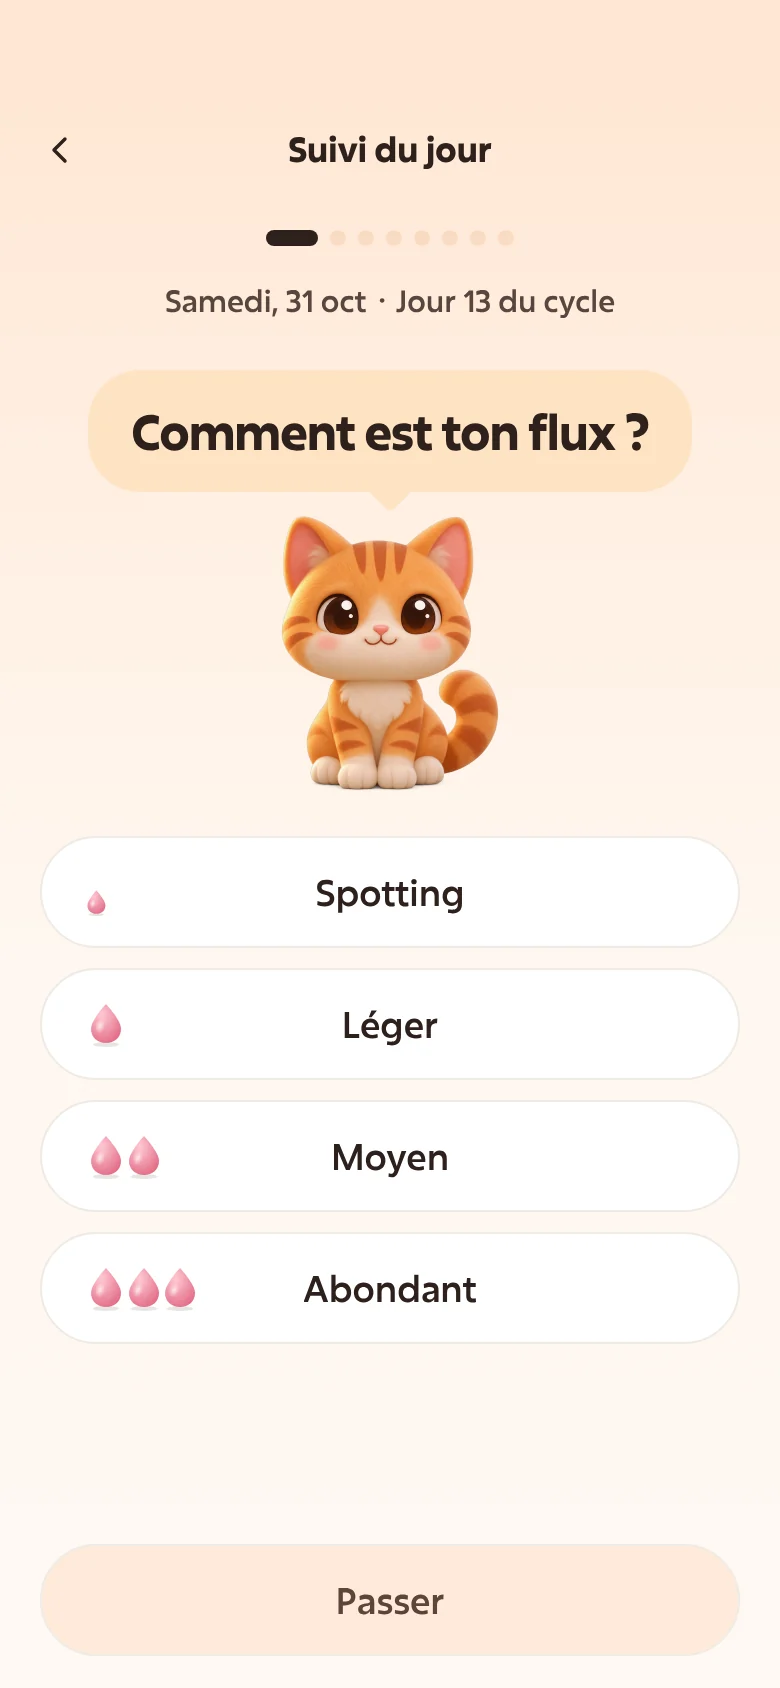 Suivi du jour
Samedi, 31 oct · Jour 13 du cycle
Comment est ton flux ?
Spotting
Léger
Moyen
Abondant
Passer